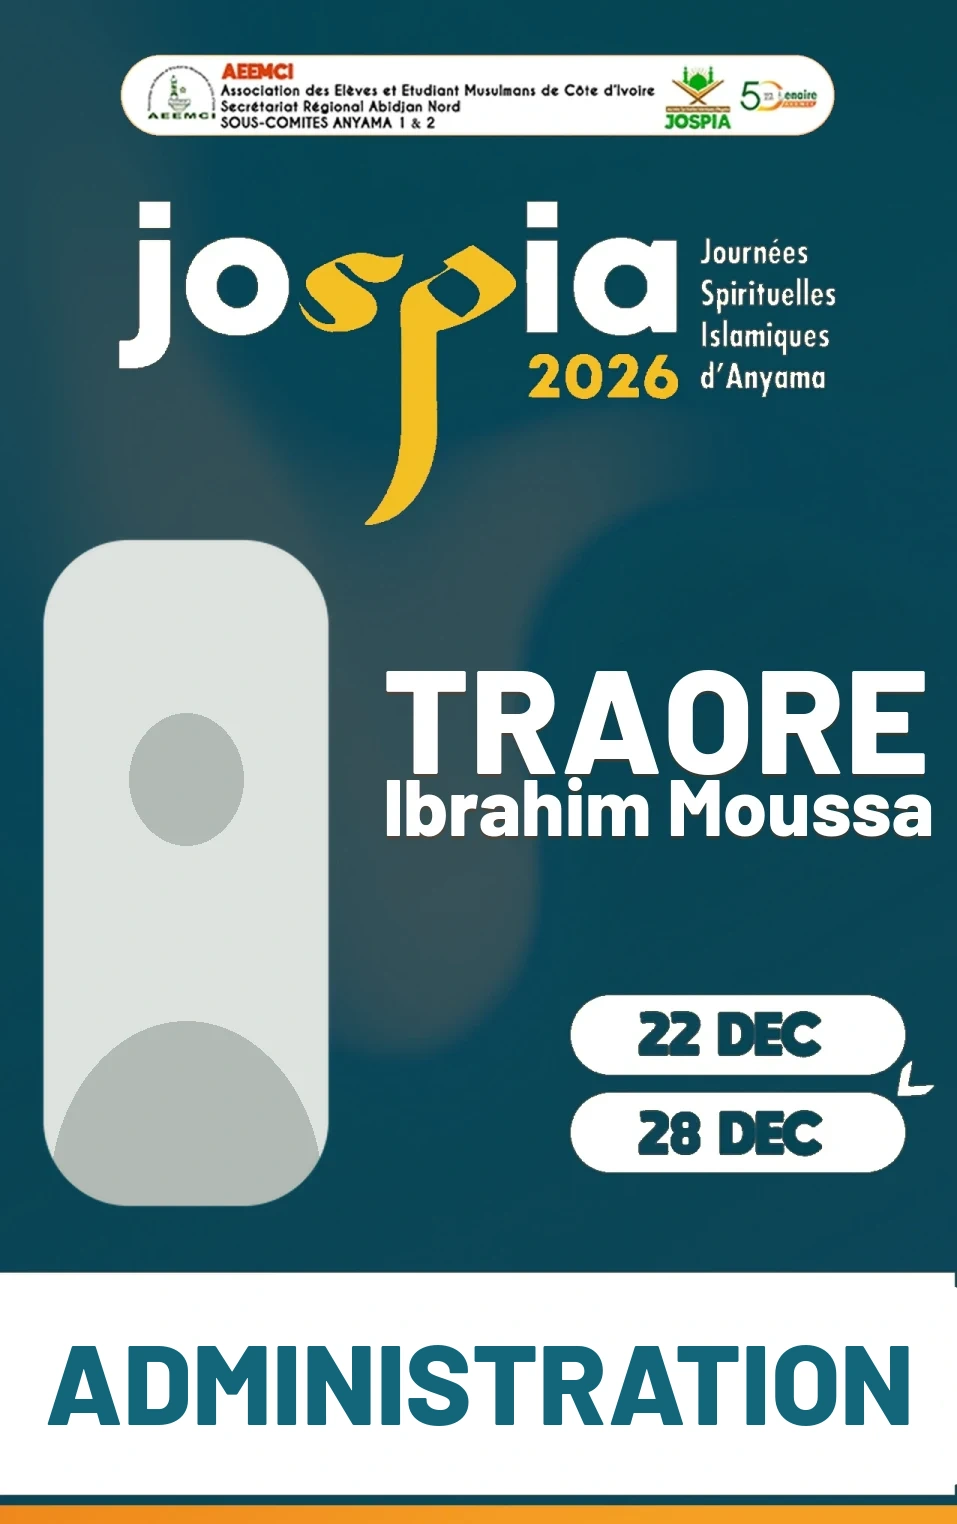 AEEMCI
Association des Elèves et Etudiant Musulmans de Côte d'Ivoire
Secrétariat Régional Abidjan Nord
SOUS-COMITES ANYAMA 1 & 2
AEEMCI
JOSPIA
jospia
2026
Journées
Spirituelles
Islamiques
d'Anyama
TRAORE
Ibrahim Moussa
22 DEC
28 DEC
ADMINISTRATION